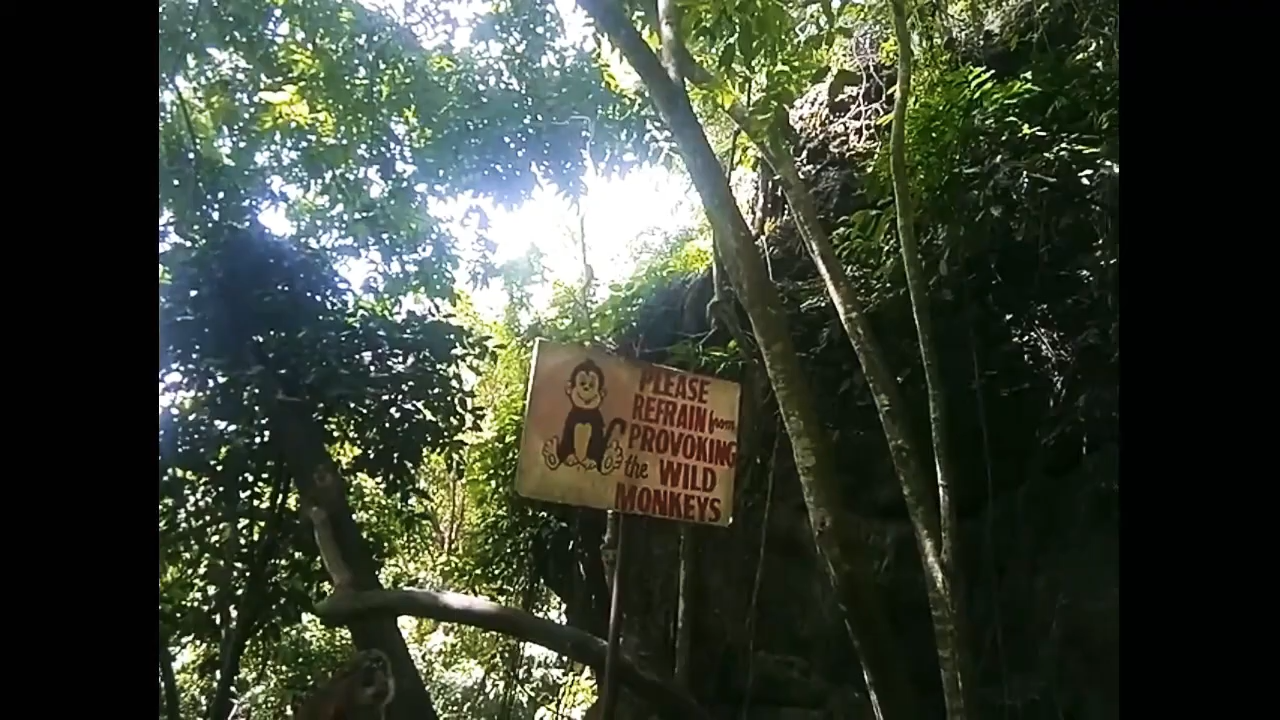 PLEASE
REFRAIN from
PROVOKING
the WILD
MONKEYS